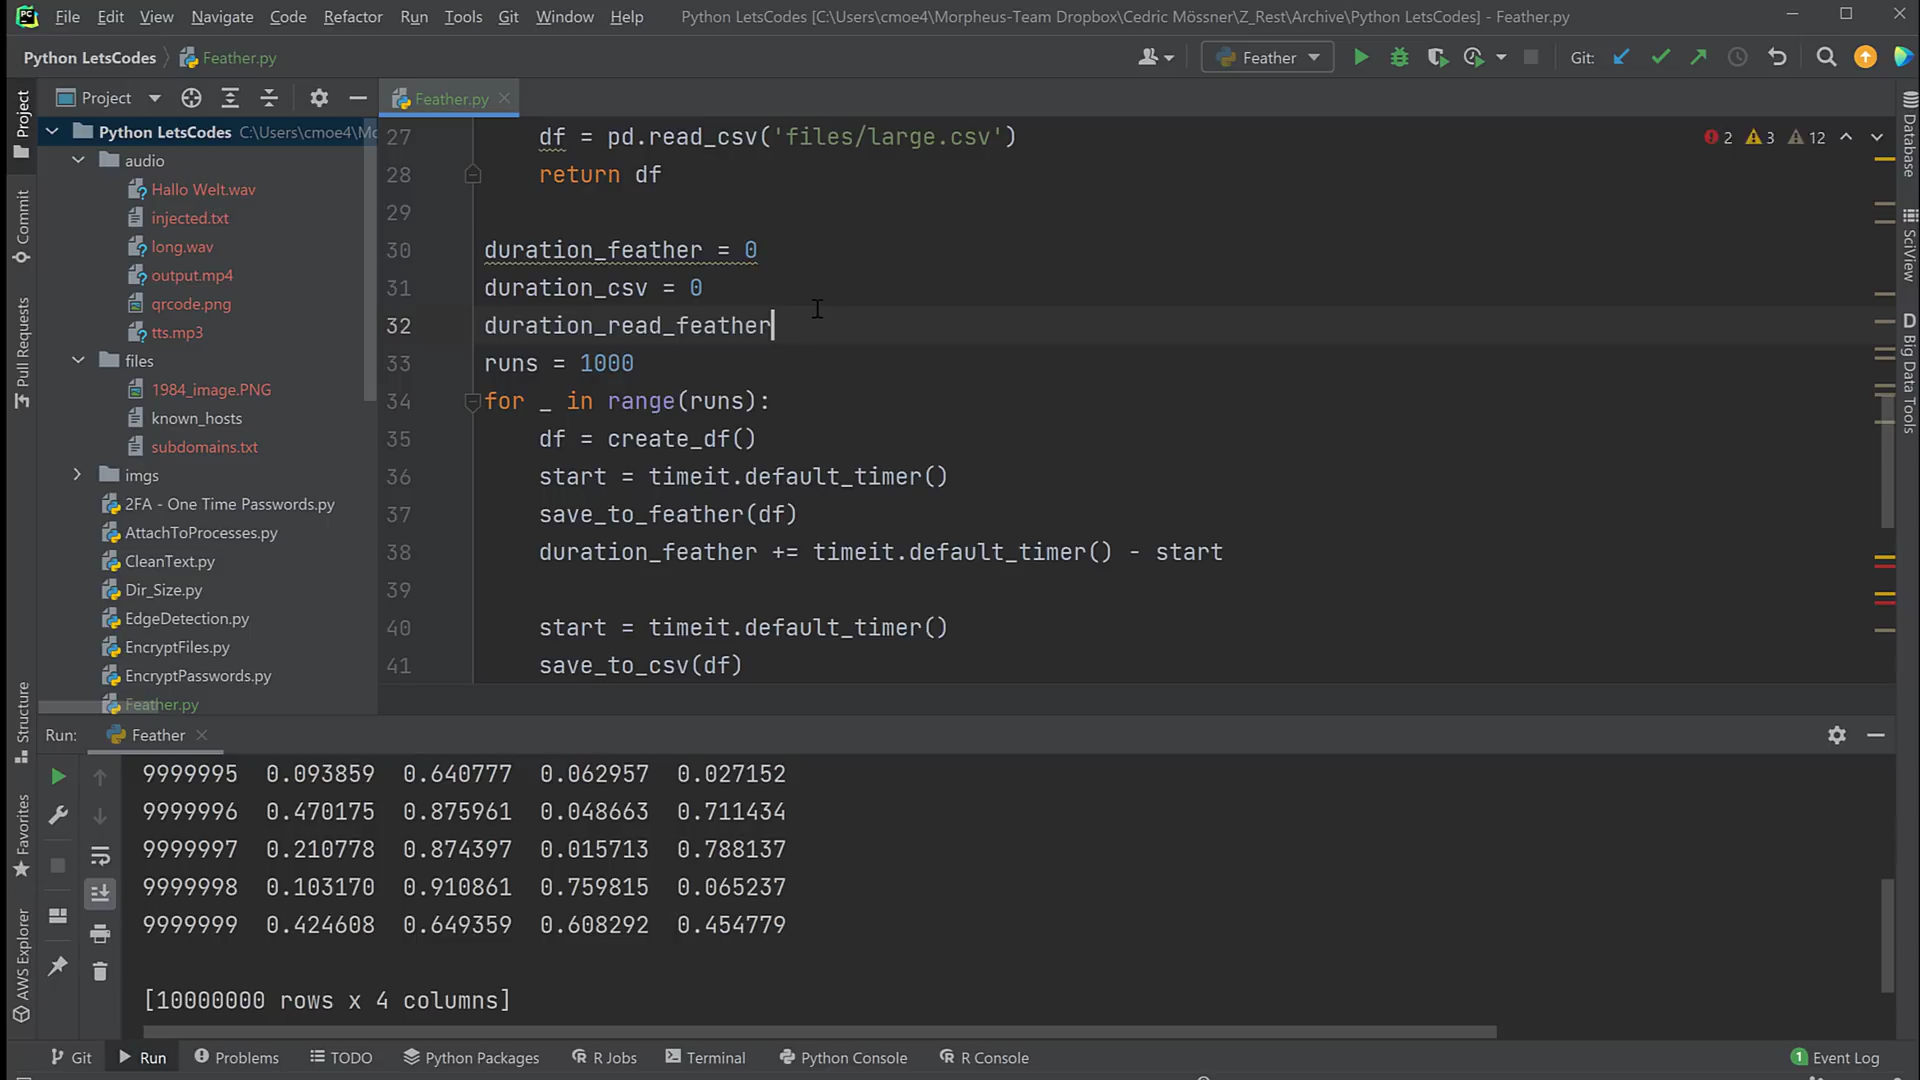 File Edit View Navigate Code Refactor Run Tools Git Window Help Python LetsCodes [C:\Users\cmoe4\Morpheus-Team Dropbox\Cedric Mössner\Z_Rest\Archive\Python LetsCodes] - Feather.py
Python LetsCodes Feather.py Feather Git:
Project Feather.py
Python LetsCodes C:\Users\cmoe4\Mo
audio
Hallo Welt.wav
injected.txt
long.wav
output.mp4
qrcode.png
tts.mp3
files
1984_image.PNG
known_hosts
subdomains.txt
imgs
2FA - One Time Passwords.py
AttachToProcesses.py
CleanText.py
Dir_Size.py
EdgeDetection.py
EncryptFiles.py
EncryptPasswords.py
Feather.py
2 3 12
27 df = pd.read_csv('files/large.csv')
28 return df
29
30 duration_feather = 0
31 duration_csv = 0
32 duration_read_feather
33 runs = 1000
34 for _ in range(runs):
35 df = create_df()
36 start = timeit.default_timer()
37 save_to_feather(df)
38 duration_feather += timeit.default_timer() - start
39
40 start = timeit.default_timer()
41 save_to_csv(df)
Project
Commit
Pull Requests
Structure
Favorites
AWS Explorer
Database
SciView
Big Data Tools
Run: Feather
9999995 0.093859 0.640777 0.062957 0.027152
9999996 0.470175 0.875961 0.048663 0.711434
9999997 0.210778 0.874397 0.015713 0.788137
9999998 0.103170 0.910861 0.759815 0.065237
9999999 0.424608 0.649359 0.608292 0.454779
[10000000 rows x 4 columns]
Git Run Problems TODO Python Packages R Jobs Terminal Python Console R Console 1 Event Log